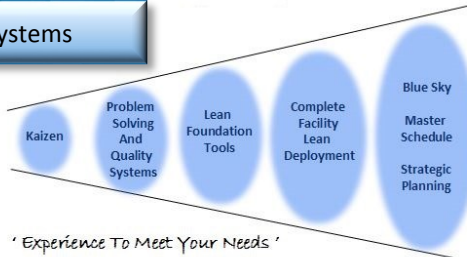 ystems
Kaizen
Problem
Solving
And
Quality
Systems
Lean
Foundation
Tools
Complete
Facility
Lean
Deployment
Blue Sky
Master
Schedule
Strategic
Planning
‘ Experience To Meet Your Needs ’